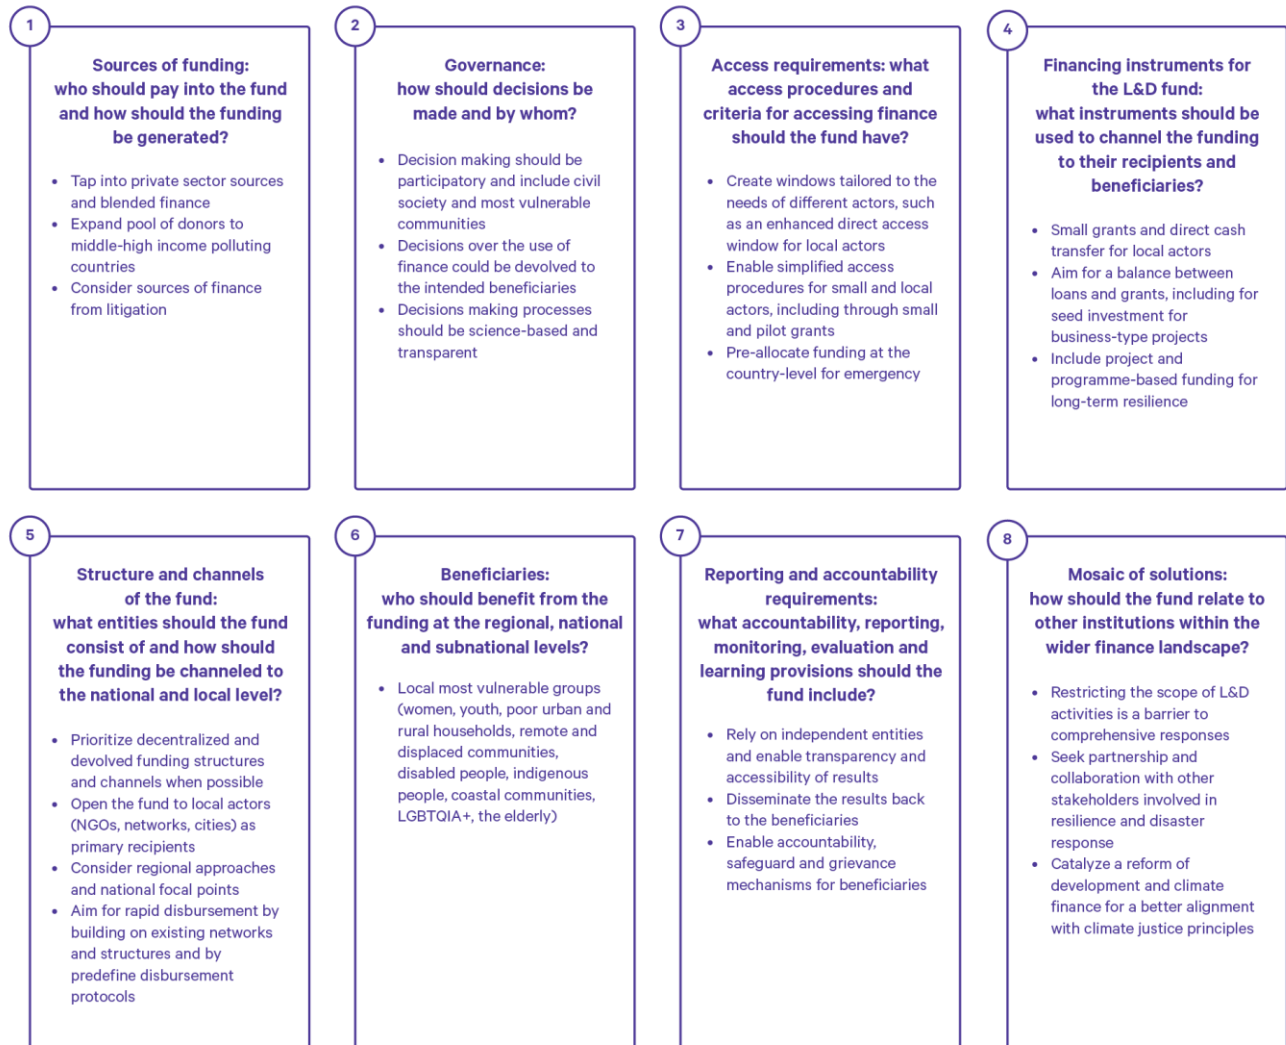 1
Sources of funding:
who should pay into the fund
and how should the funding
be generated?
• Tap into private sector sources
and blended finance
• Expand pool of donors to
middle-high income polluting
countries
• Consider sources of finance
from litigation
2
Governance:
how should decisions be
made and by whom?
• Decision making should be
participatory and include civil
society and most vulnerable
communities
• Decisions over the use of
finance could be devolved to
the intended beneficiaries
• Decisions making processes
should be science-based and
transparent
3
Access requirements: what
access procedures and
criteria for accessing finance
should the fund have?
• Create windows tailored to the
needs of different actors, such
as an enhanced direct access
window for local actors
• Enable simplified access
procedures for small and local
actors, including through small
and pilot grants
• Pre-allocate funding at the
country-level for emergency
4
Financing instruments for
the L&D fund:
what instruments should be
used to channel the funding
to their recipients and
beneficiaries?
• Small grants and direct cash
transfer for local actors
• Aim for a balance between
loans and grants, including for
seed investment for
business-type projects
• Include project and
programme-based funding for
long-term resilience
5
Structure and channels
of the fund:
what entities should the fund
consist of and how should
the funding be channeled to
the national and local level?
• Prioritize decentralized and
devolved funding structures
and channels when possible
• Open the fund to local actors
(NGOs, networks, cities) as
primary recipients
• Consider regional approaches
and national focal points
• Aim for rapid disbursement by
building on existing networks
and structures and by
predefine disbursement
protocols
6
Beneficiaries:
who should benefit from the
funding at the regional, national
and subnational levels?
• Local most vulnerable groups
(women, youth, poor urban and
rural households, remote and
displaced communities,
disabled people, indigenous
people, coastal communities,
LGBTQIA+, the elderly)
7
Reporting and accountability
requirements:
what accountability, reporting,
monitoring, evaluation and
learning provisions should the
fund include?
• Rely on independent entities
and enable transparency and
accessibility of results
• Disseminate the results back
to the beneficiaries
• Enable accountability,
safeguard and grievance
mechanisms for beneficiaries
8
Mosaic of solutions:
how should the fund relate to
other institutions within the
wider finance landscape?
• Restricting the scope of L&D
activities is a barrier to
comprehensive responses
• Seek partnership and
collaboration with other
stakeholders involved in
resilience and disaster
response
• Catalyze a reform of
development and climate
finance for a better alignment
with climate justice principles